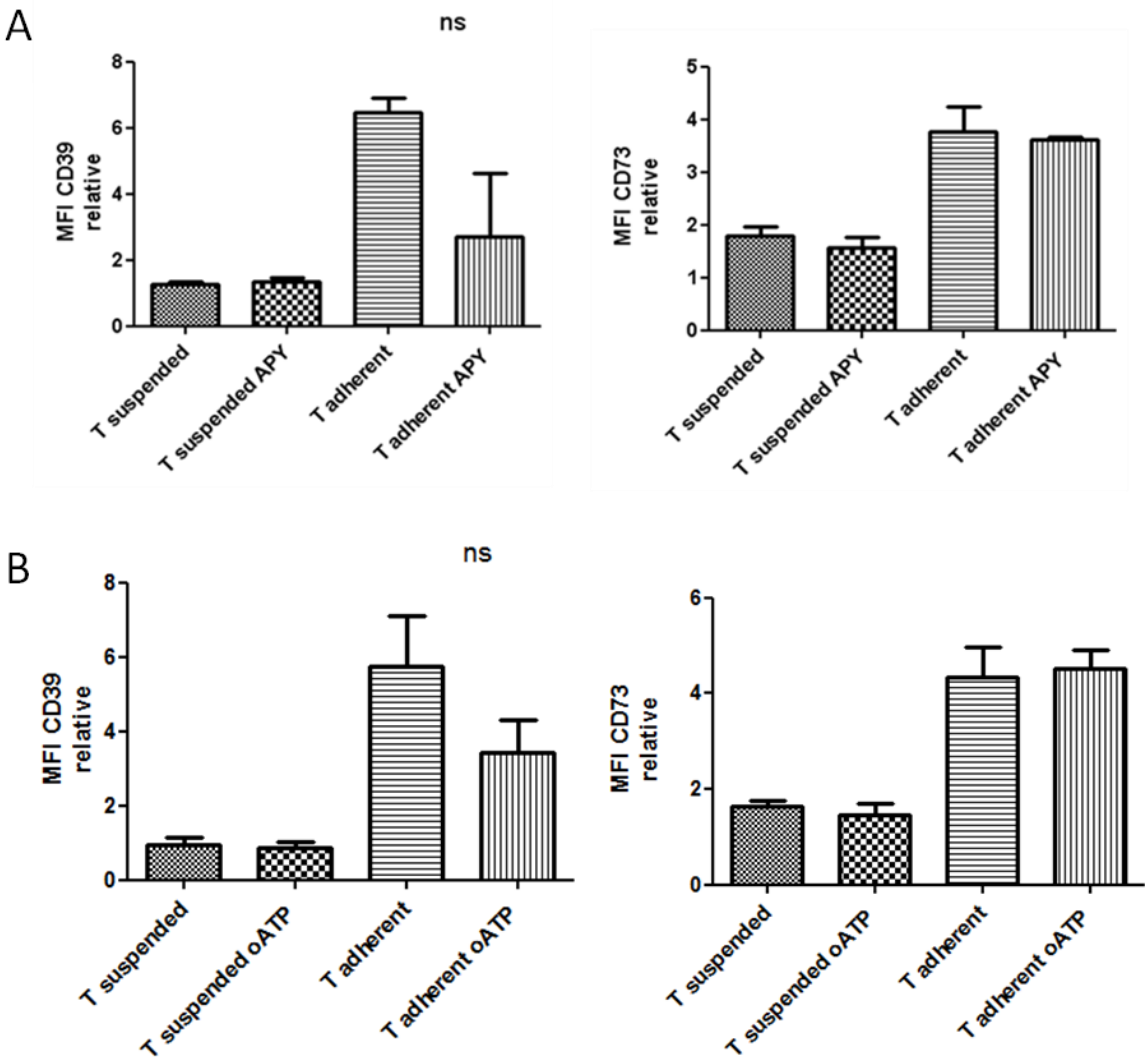 A
ns
MFI CD39
relative
8
6
4
2
0
T suspended
T suspended APY
T adherent
T adherent APY
MFI CD73
relative
5
4
3
2
1
0
T suspended
T suspended APY
T adherent
T adherent APY
B
ns
MFI CD39
relative
8
6
4
2
0
T suspended
T suspended oATP
T adherent
T adherent oATP
MFI CD73
relative
6
4
2
0
T suspended
T suspended oATP
T adherent
T adherent oATP